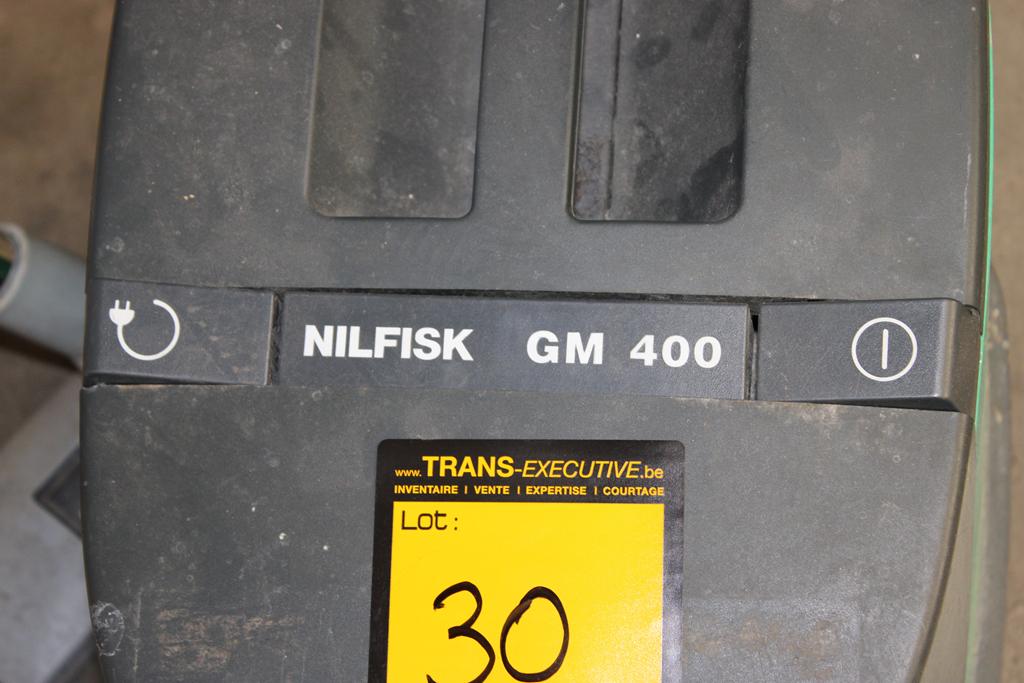 NILFISK GM 400
www.TRANS-EXECUTIVE.be
INVENTAIRE I VENTE I EXPERTISE I COURTAGE
Lot:
30